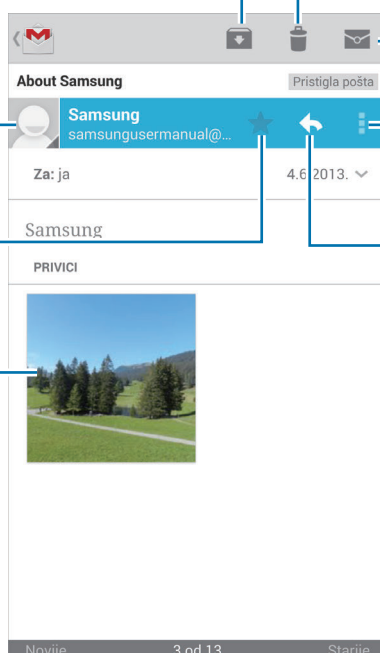 About Samsung Pristigla pošta
Samsung
samsungusermanual@...
Za: ja 4.6.2013.
Samsung
PRIVICI
Novije 3 od 13 Starije